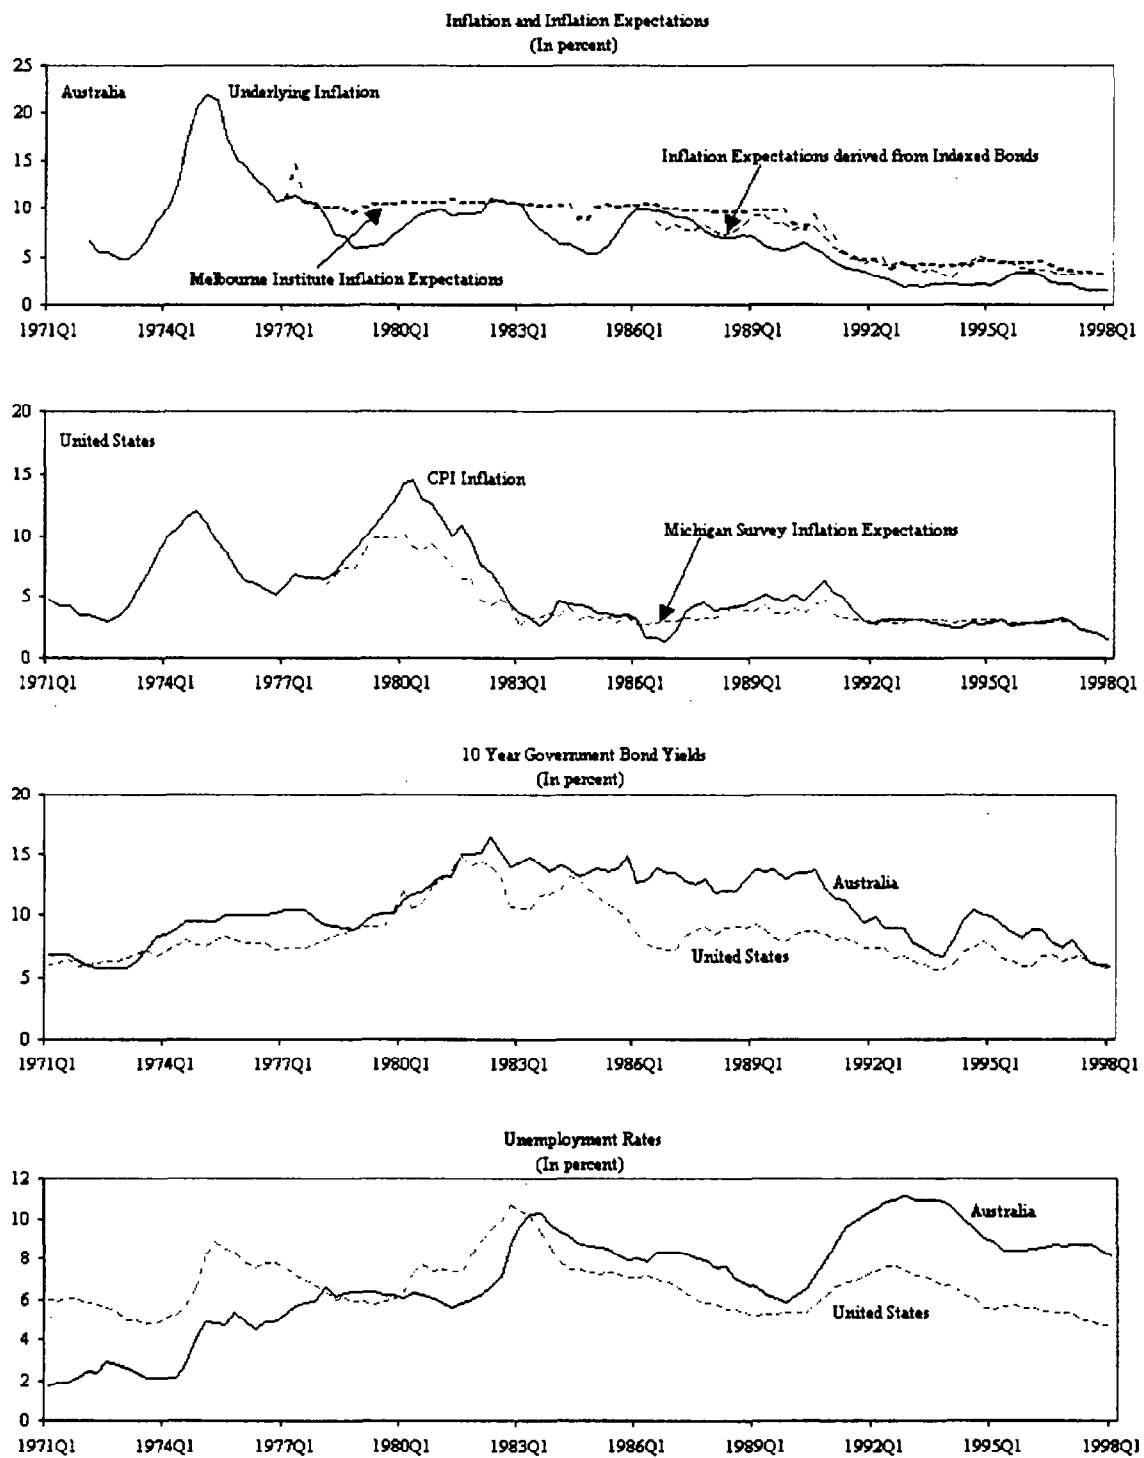 Inflation and Inflation Expectations
(In percent)
25
Australia
Underlying Inflation
20
15
Inflation Expectations derived from Indexed Bonds
10
5
Melbourne Institute Inflation Expectations
0
1971Q1 1974Q1 1977Q1 1980Q1 1983Q1 1986Q1 1989Q1 1992Q1 1995Q1 1998Q1
20
United States
15
CPI Inflation
10
Michigan Survey Inflation Expectations
5
0
1971Q1 1974Q1 1977Q1 1980Q1 1983Q1 1986Q1 1989Q1 1992Q1 1995Q1 1998Q1
10 Year Government Bond Yields
(In percent)
20
15
Australia
10
United States
5
0
1971Q1 1974Q1 1977Q1 1980Q1 1983Q1 1986Q1 1989Q1 1992Q1 1995Q1 1998Q1
Unemployment Rates
(In percent)
12
10
Australia
8
6
United States
4
2
0
1971Q1 1974Q1 1977Q1 1980Q1 1983Q1 1986Q1 1989Q1 1992Q1 1995Q1 1998Q1